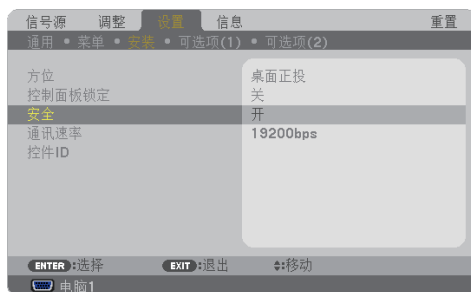 信号源 调整 设置 信息 重置
通用 • 菜单 • 安装 • 可选项(1) • 可选项(2)
方位 桌面正投
控制面板锁定 关
安全 开
通讯速率 19200bps
控件ID
ENTER:选择 EXIT:退出 :移动
电脑1